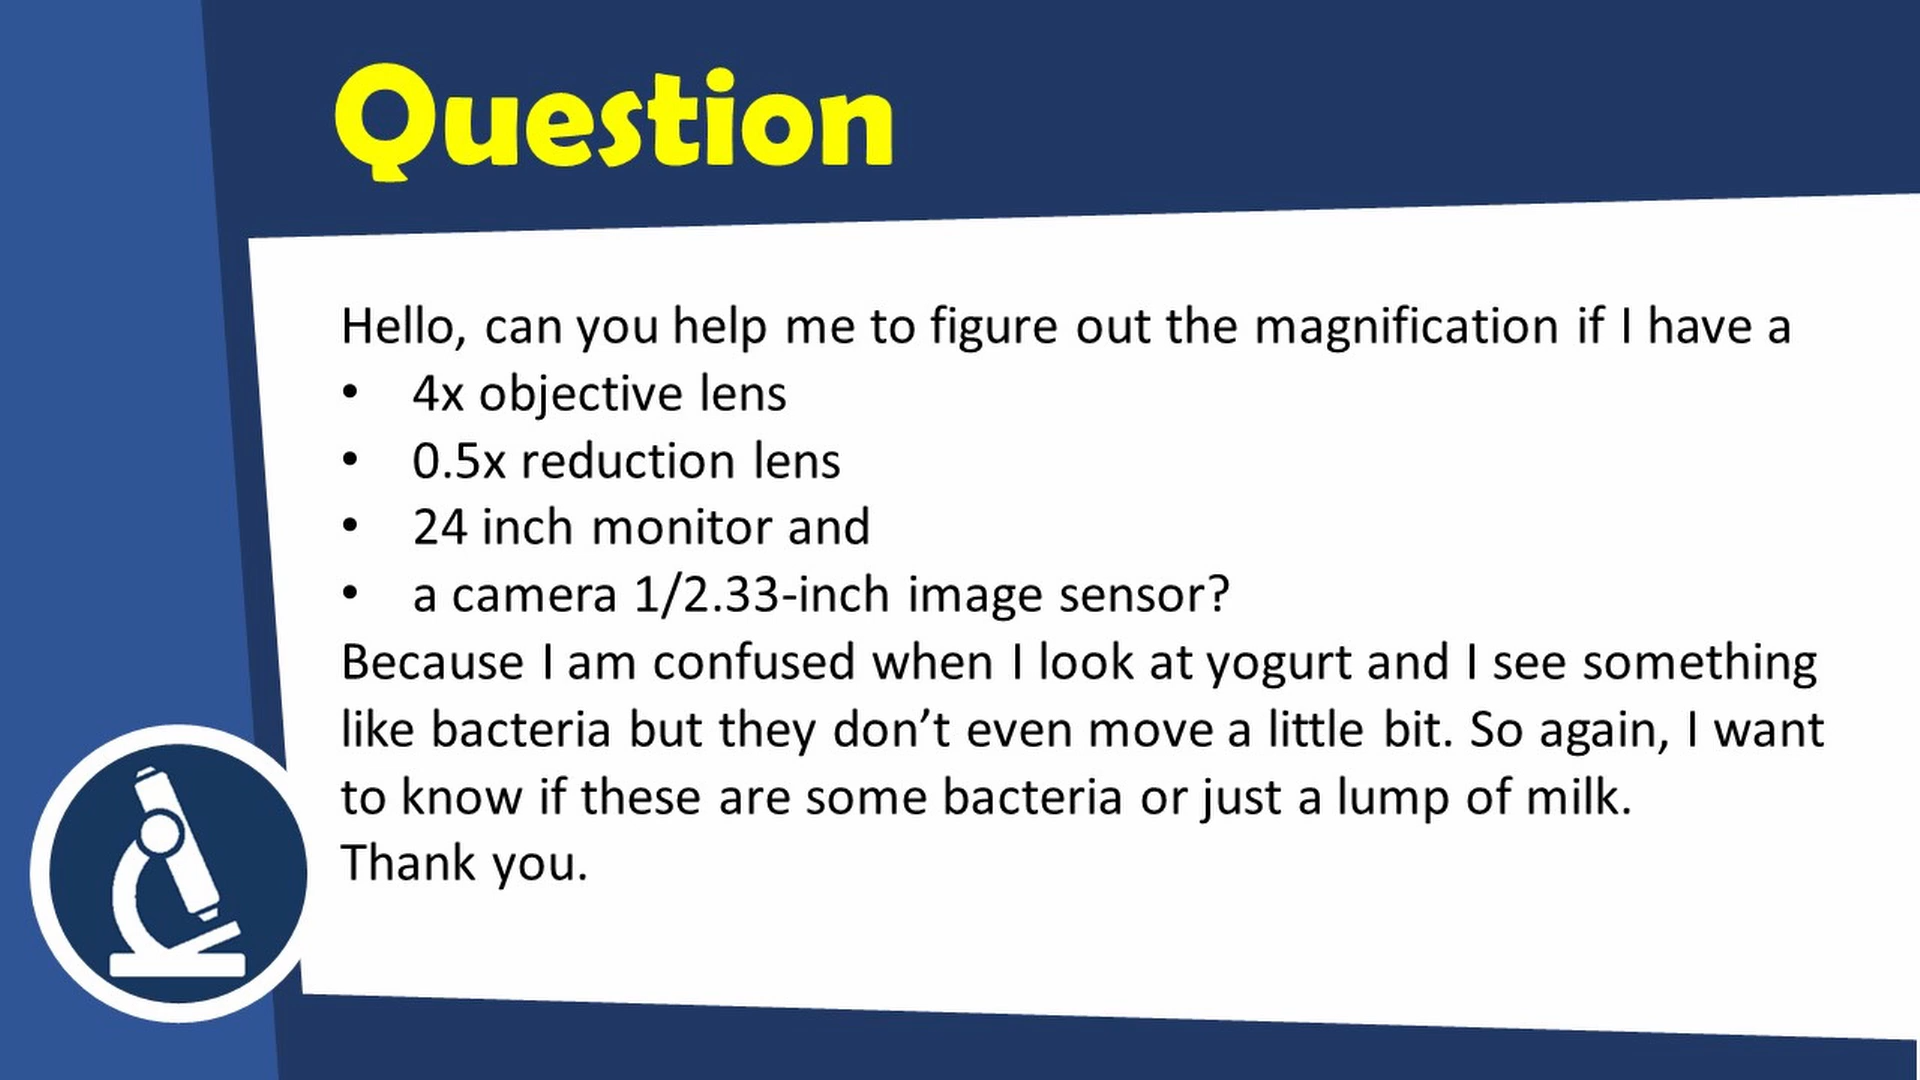 Question
Hello, can you help me to figure out the magnification if I have a
• 4x objective lens
• 0.5x reduction lens
• 24 inch monitor and
• a camera 1/2.33-inch image sensor?
Because I am confused when I look at yogurt and I see something
like bacteria but they don’t even move a little bit. So again, I want
to know if these are some bacteria or just a lump of milk.
Thank you.